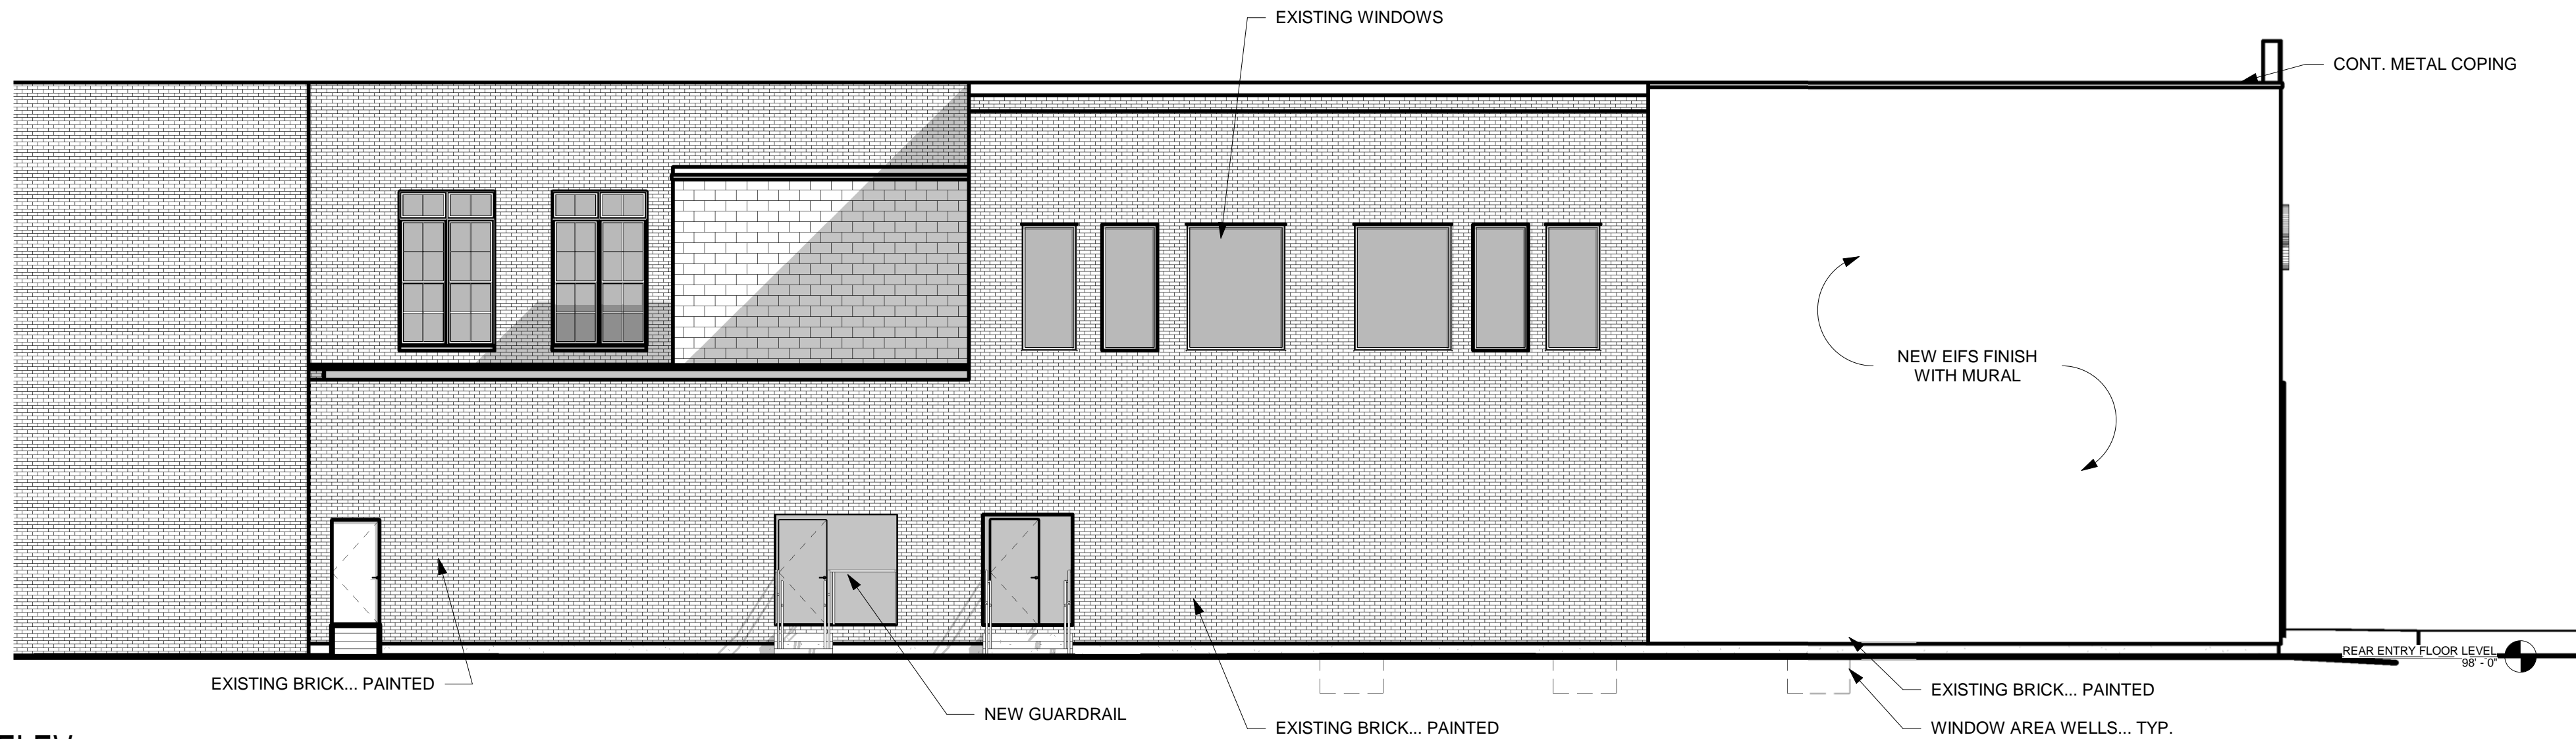 EXISTING WINDOWS
CONT. METAL COPING
NEW EIFS FINISH
WITH MURAL
REAR ENTRY FLOOR LEVEL
98' - 0"
EXISTING BRICK... PAINTED
EXISTING BRICK... PAINTED
NEW GUARDRAIL
EXISTING BRICK... PAINTED
WINDOW AREA WELLS... TYP.